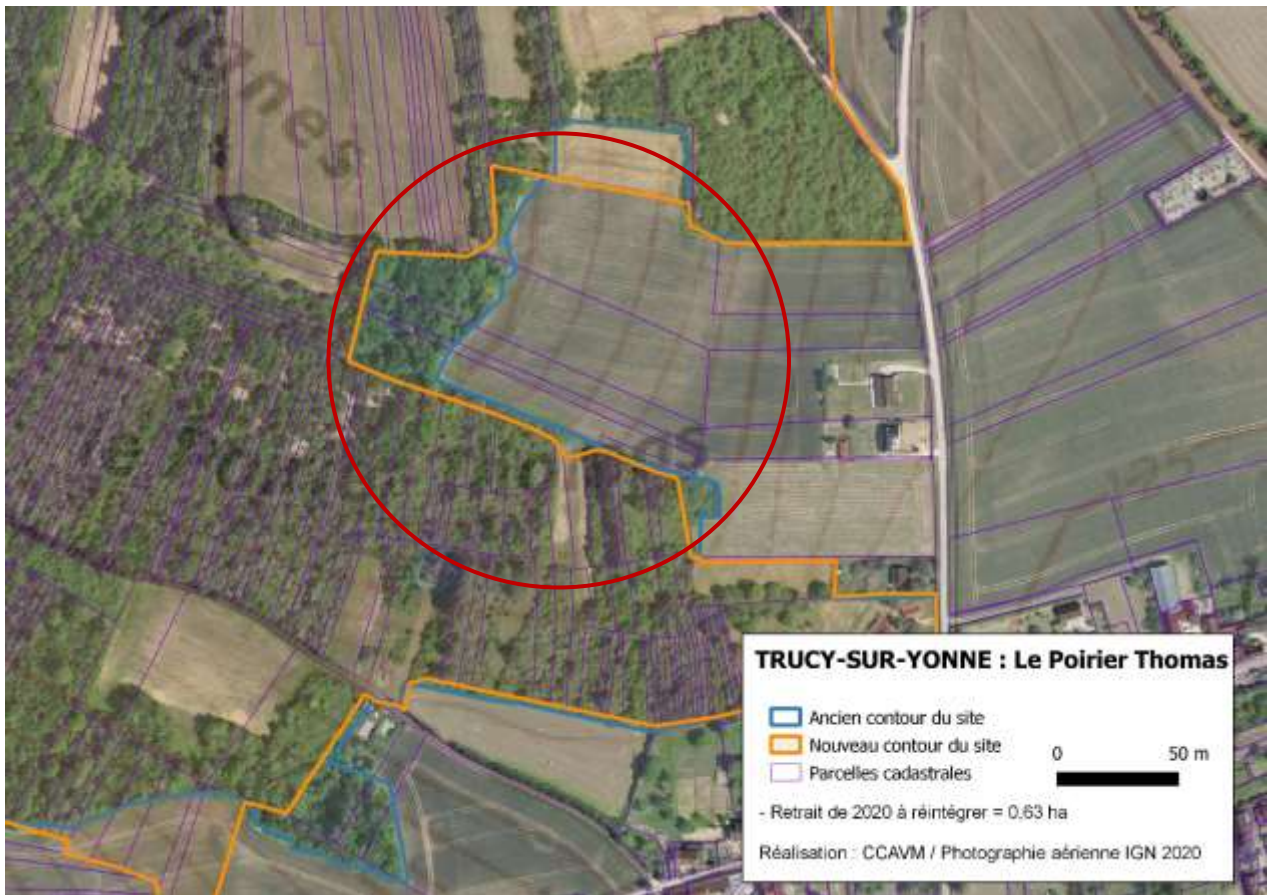 TRUCY-SUR-YONNE : Le Poirier Thomas
Ancien contour du site
Nouveau contour du site
Parcelles cadastrales
0 50 m
- Retrait de 2020 à réintégrer = 0.63 ha
Réalisation : CCAVM / Photographie aérienne IGN 2020